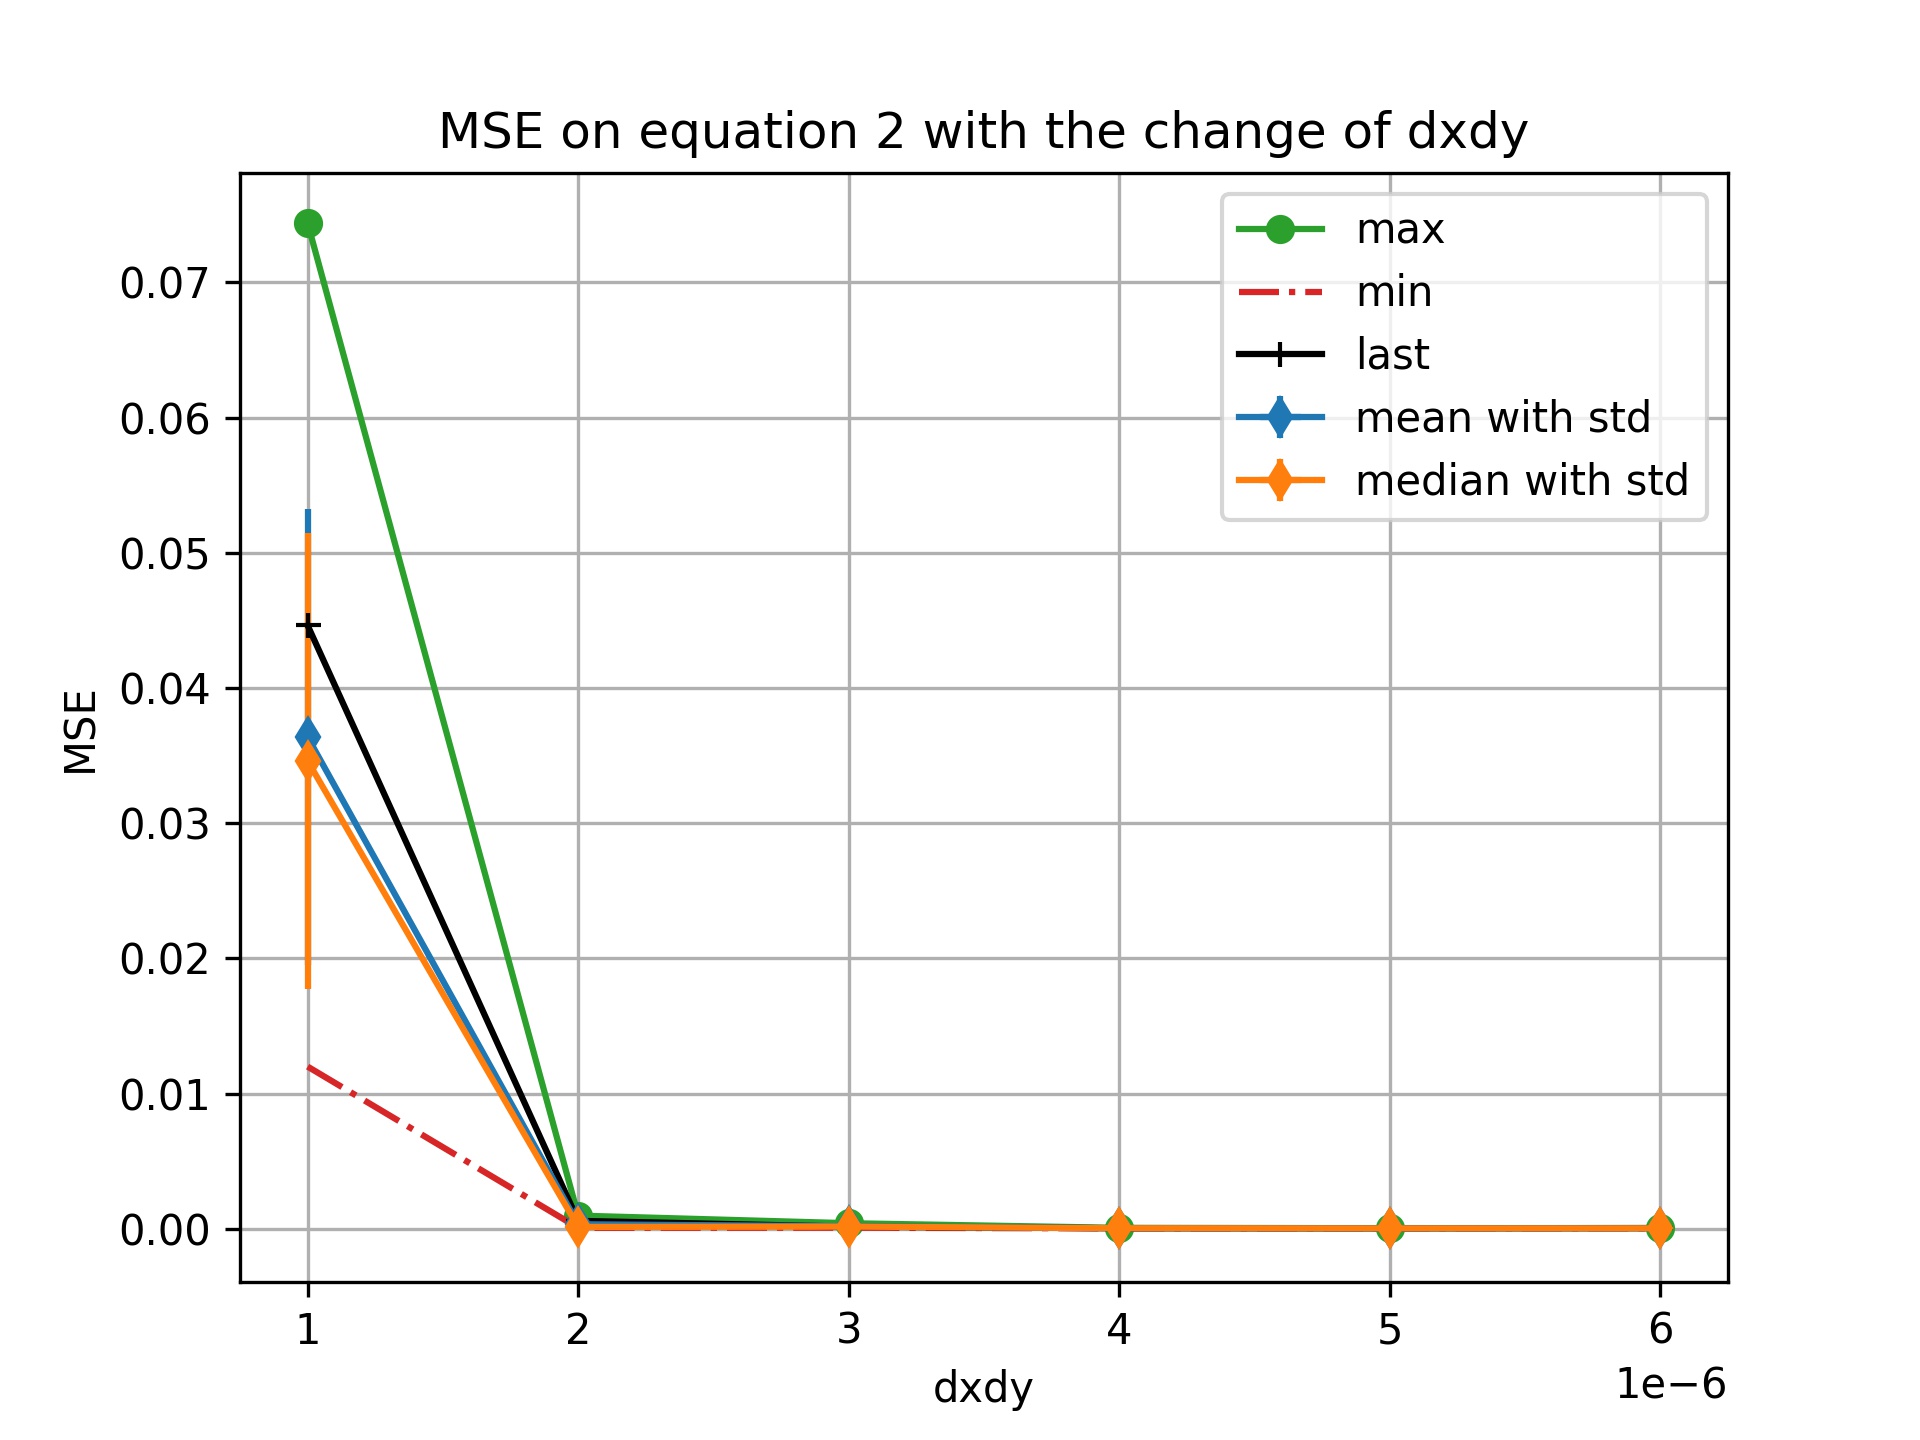 MSE on equation 2 with the change of dxdy
max
min
last
mean with std
median with std
MSE
0.07
0.06
0.05
0.04
0.03
0.02
0.01
0.00
1 2 3 4 5 6
dxdy
1e−6